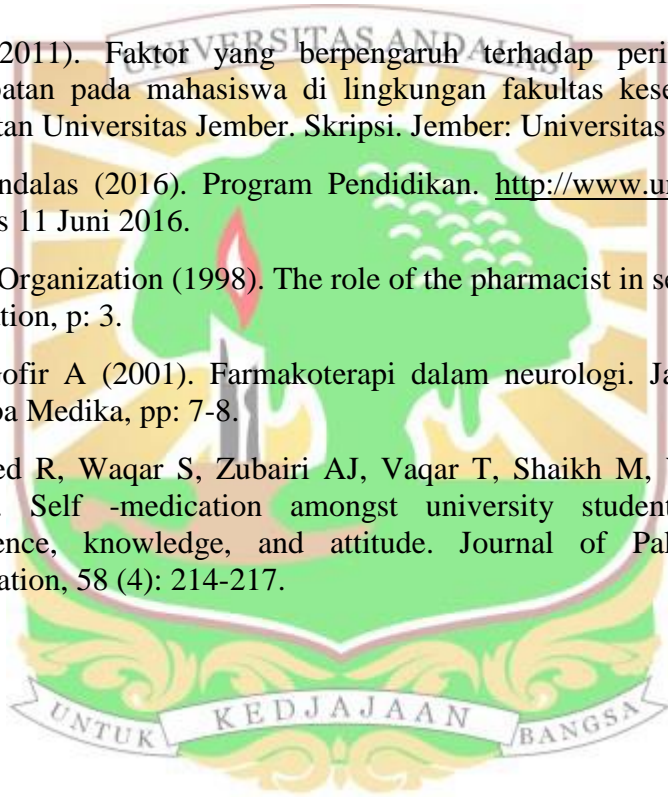 2011). Faktor yang berpengaruh terhadap peri
patan pada mahasiswa di lingkungan fakultas kese
tan Universitas Jember. Skripsi. Jember: Universitas
ndalas (2016). Program Pendidikan. http://www.u
s 11 Juni 2016.
Organization (1998). The role of the pharmacist in se
tion, p: 3.
Gofir A (2001). Farmakoterapi dalam neurologi. Ja
ba Medika, pp: 7-8.
ed R, Waqar S, Zubairi AJ, Vaqar T, Shaikh M,
. Self -medication amongst university student
ence, knowledge, and attitude. Journal of Pa
ation, 58 (4): 214-217.
UNIVERSITAS ANDALAS
UNTUK KEDJAJAAN BANGSA